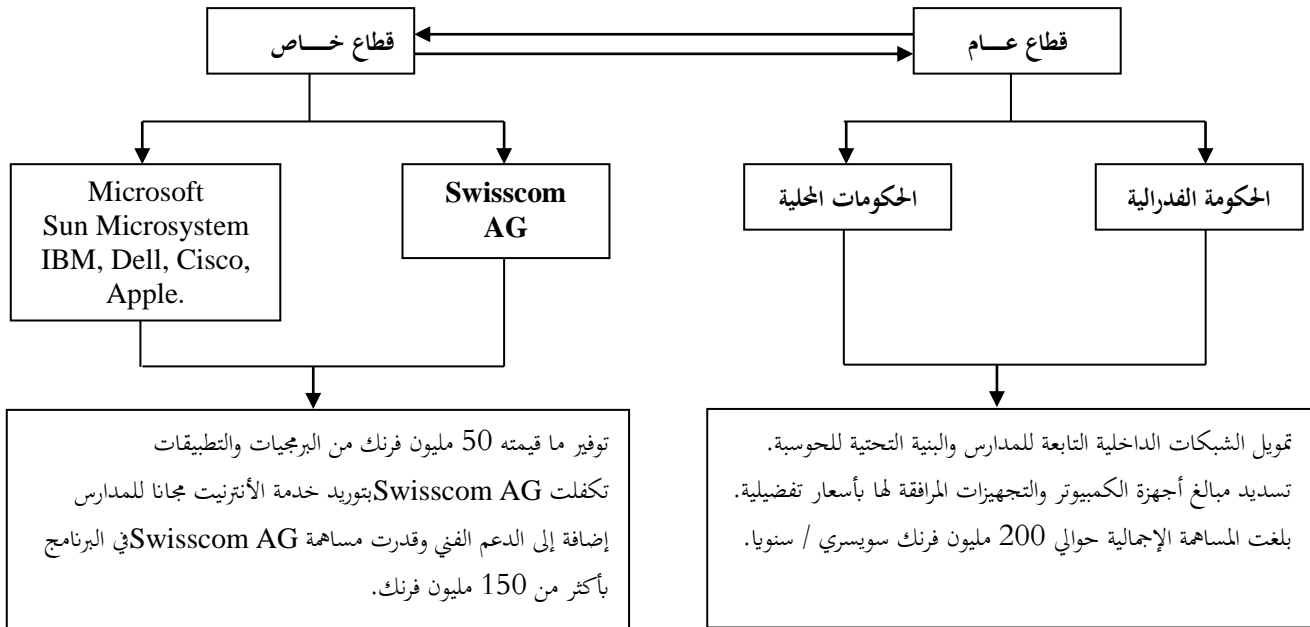 قطاع عـــام
قطاع خـــاص
الحكومة الفدرالية
الحكومات المحلية
Swisscom
AG
Microsoft
Sun Microsystem
IBM, Dell, Cisco,
Apple.
تمويل الشبكات الداخلية التابعة للمدارس والبنية التحتية للحوسبة.
تسديد مبالغ أجهزة الكمبيوتر والتجهيزات المرافقة لها بأسعار تفضيلية.
بلغت المساهمة الإجمالية حوالي 200 مليون فرنك سويسري / سنويا.
توفير ما قيمته 50 مليون فرنك من البرمجيات والتطبيقات
تكفلت Swisscom AGبتوريد خدمة الأنترنيت مجانا للمدارس
إضافة إلى الدعم الفني وقدرت مساهمة Swisscom AGفي البرنامج
بأكثر من 150 مليون فرنك.